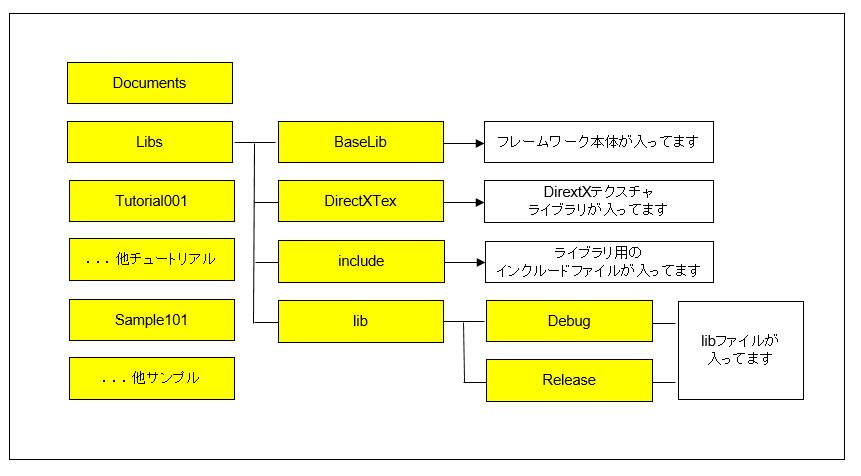 Documents
Libs
BaseLib
フレームワーク本体が入ってます
Tutorial001
DirectXTex
DirextXテクスチャ
ライブラリが入ってます
...他チュートリアル
include
ライブラリ用の
インクルードファイルが入ってます
Sample101
lib
Debug
libファイルが
入ってます
...他サンプル
Release